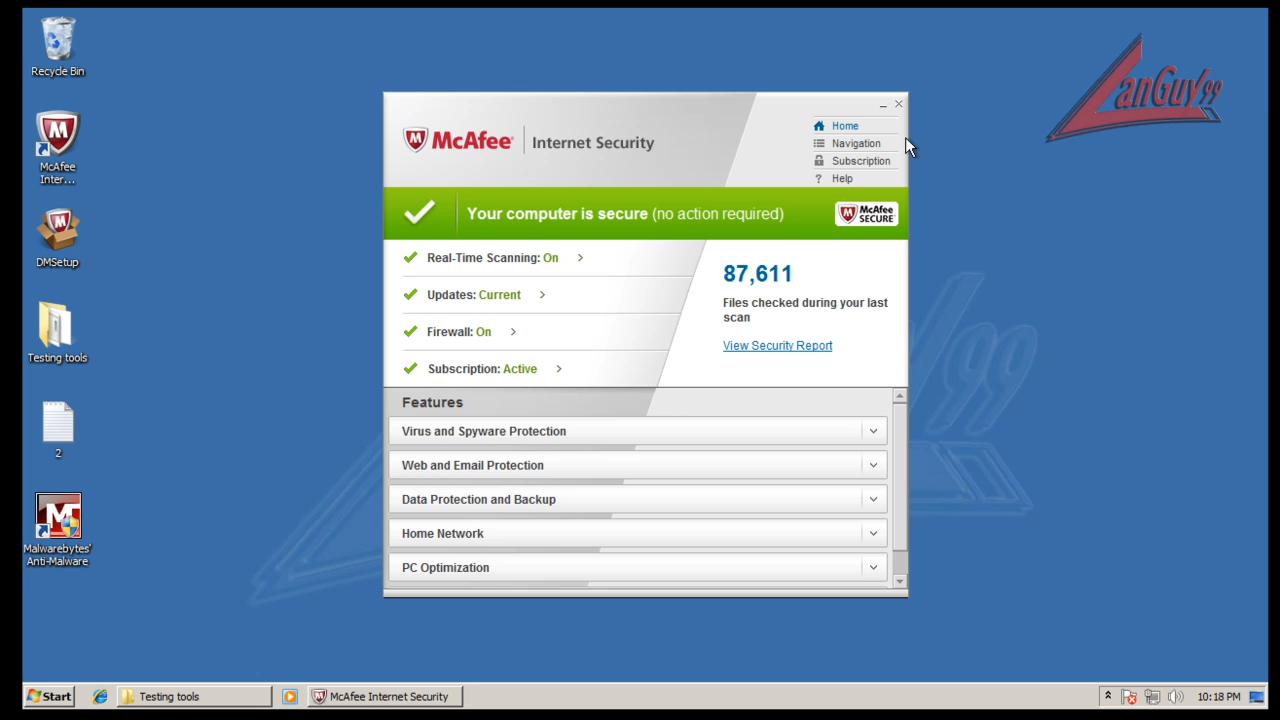 Recycle Bin
McAfee
Inter...
DMSetup
Testing tools
2
Malwarebytes'
Anti-Malware
LanGuy99
McAfee® | Internet Security
Home
Navigation
Subscription
Help
Your computer is secure (no action required)
McAfee
SECURE
Real-Time Scanning: On
Updates: Current
Firewall: On
Subscription: Active
87,611
Files checked during your last
scan
View Security Report
Features
Virus and Spyware Protection
Web and Email Protection
Data Protection and Backup
Home Network
PC Optimization
y99
Start
Testing tools
McAfee Internet Security
10:18 PM